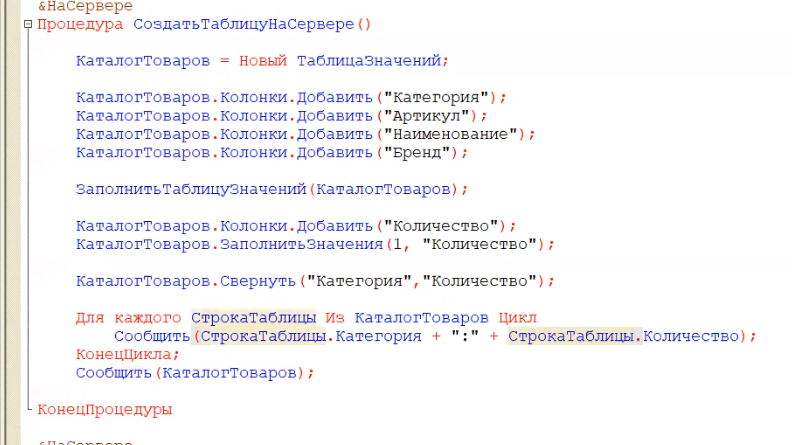 &НаСервере
Процедура СоздатьТаблицуНаСервере()
КаталогТоваров = Новый ТаблицаЗначений;
КаталогТоваров.Колонки.Добавить("Категория");
КаталогТоваров.Колонки.Добавить("Артикул");
КаталогТоваров.Колонки.Добавить("Наименование");
КаталогТоваров.Колонки.Добавить("Бренд");
ЗаполнитьТаблицуЗначений(КаталогТоваров);
КаталогТоваров.Колонки.Добавить("Количество");
КаталогТоваров.ЗаполнитьЗначения(1, "Количество");
КаталогТоваров.Свернуть("Категория","Количество");
Для каждого СтрокаТаблицы Из КаталогТоваров Цикл
Сообщить(СтрокаТаблицы.Категория + ":" + СтрокаТаблицы.Количество);
КонецЦикла;
Сообщить(КаталогТоваров);
КонецПроцедуры
&НаСервере